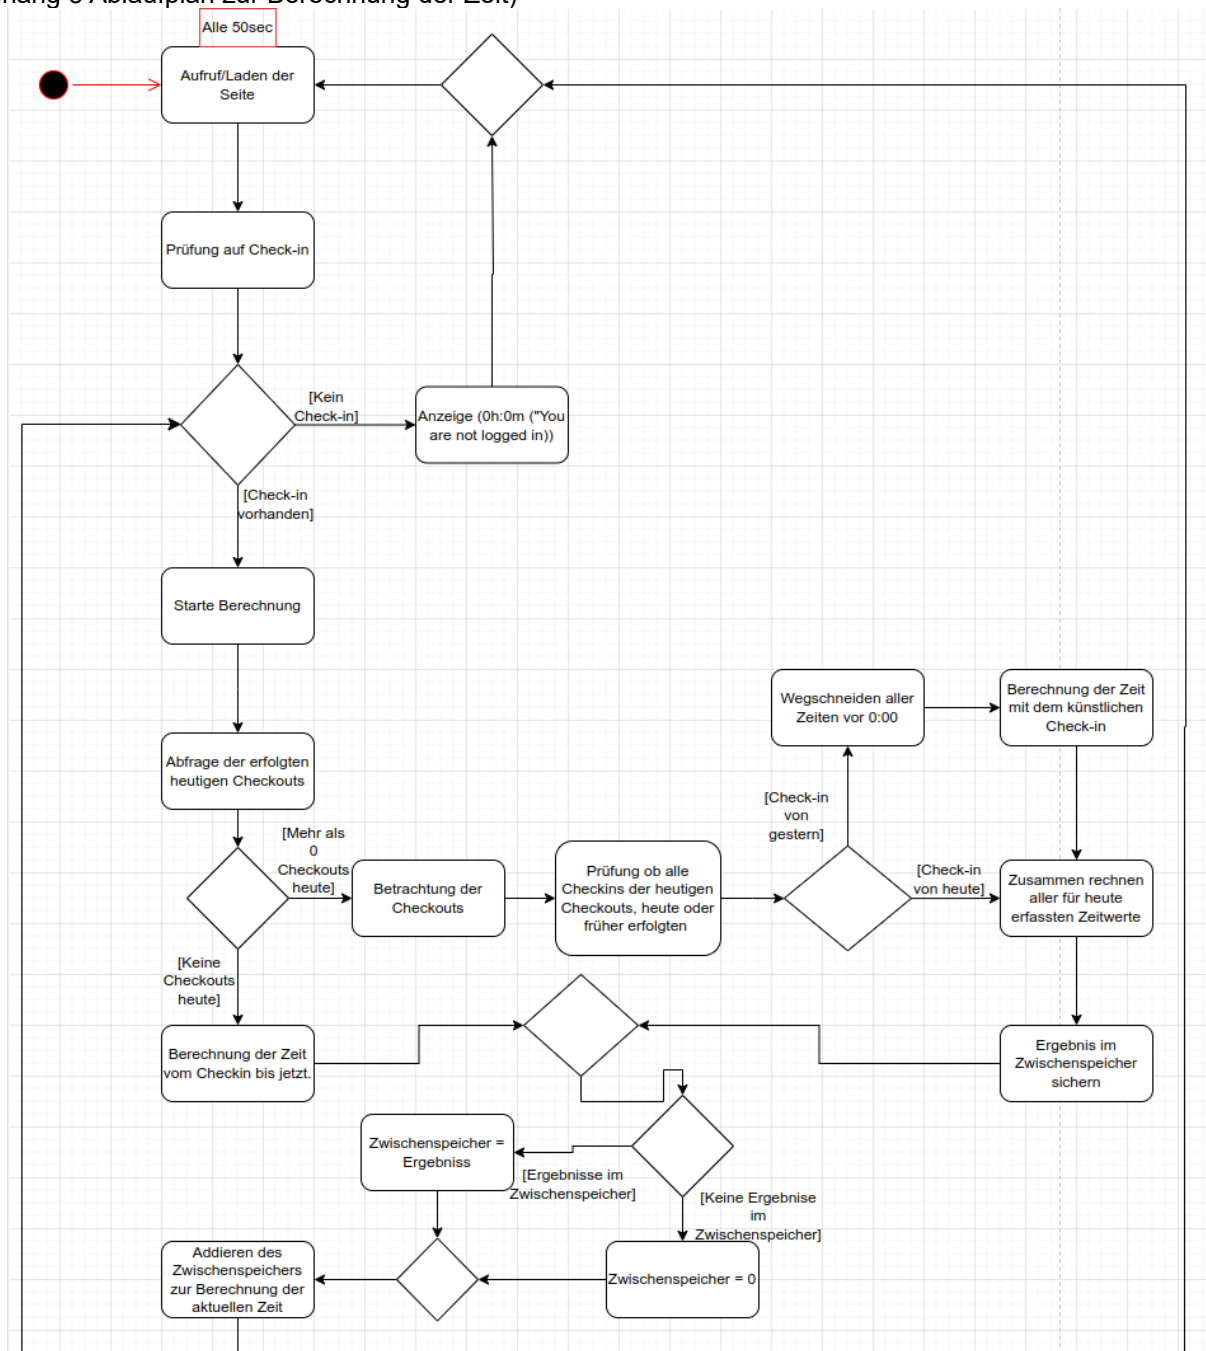 Ablaufplan zur Berechnung der Zeit)
Alle 50sec
Aufruf/Laden der
Seite
Prüfung auf Check-in
[Kein
Check-in]
Anzeige (0h:0m ("You
are not logged in))
[Check-in
vorhanden]
Starte Berechnung
Wegschneiden aller
Zeiten vor 0:00
Berechnung der Zeit
mit dem künstlichen
Check-in
Abfrage der erfolgten
heutigen Checkouts
[Check-in
von
gestern]
[Mehr als
0
Checkouts
heute]
Betrachtung der
Checkouts
Prüfung ob alle
Checkins der heutigen
Checkouts, heute oder
früher erfolgten
[Check-in
von heute]
Zusammen rechnen
aller für heute
erfassten Zeitwerte
[Keine
Checkouts
heute]
Berechnung der Zeit
vom Checkin bis jetzt.
Ergebnis im
Zwischenspeicher
sichern
Zwischenspeicher =
Ergebniss
[Ergebnisse im
Zwischenspeicher]
[Keine Ergebnise
im
Zwischenspeicher]
Addieren des
Zwischenspeichers
zur Berechnung der
aktuellen Zeit
Zwischenspeicher = 0